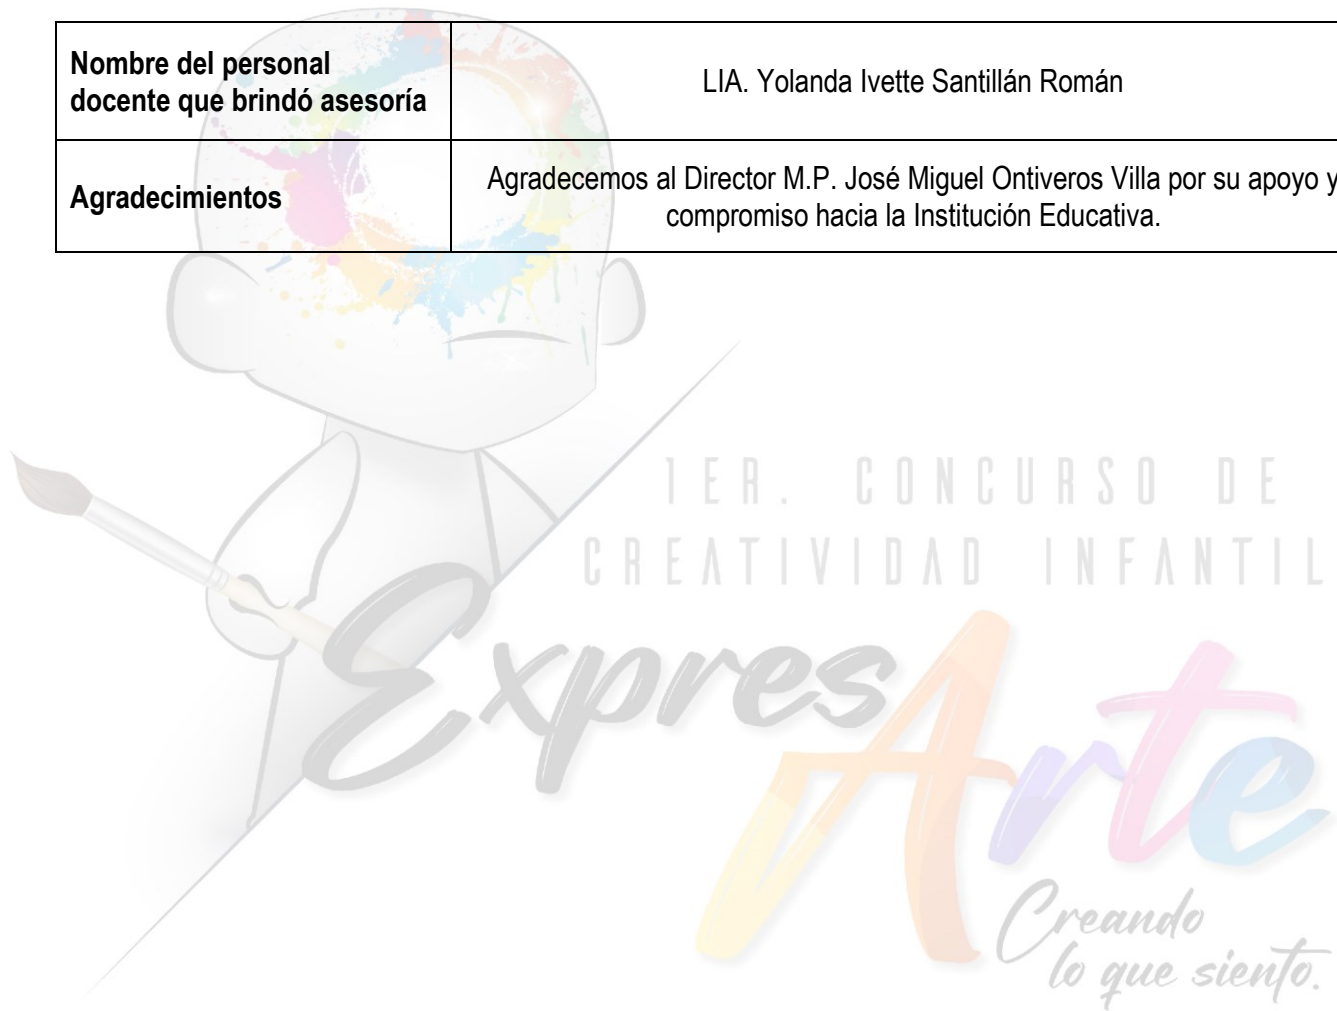 Nombre del personal
docente que brindó asesoría
LIA. Yolanda Ivette Santillán Román
Agradecimientos
Agradecemos al Director M.P. José Miguel Ontiveros Villa por su apoyo y
compromiso hacia la Institución Educativa.
1ER. CONCURSO DE
CREATIVIDAD INFANTIL
ExpresArte
Creando
lo que siento.